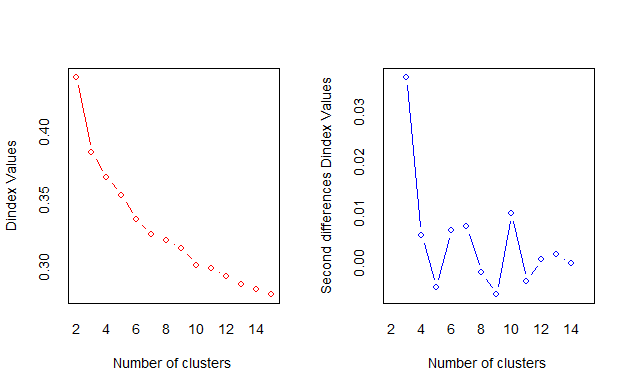 Dindex Values
0.40
0.35
0.30
2 4 6 8 10 12 14
Number of clusters
Second differences Dindex Values
0.03
0.02
0.01
0.00
2 4 6 8 10 12 14
Number of clusters